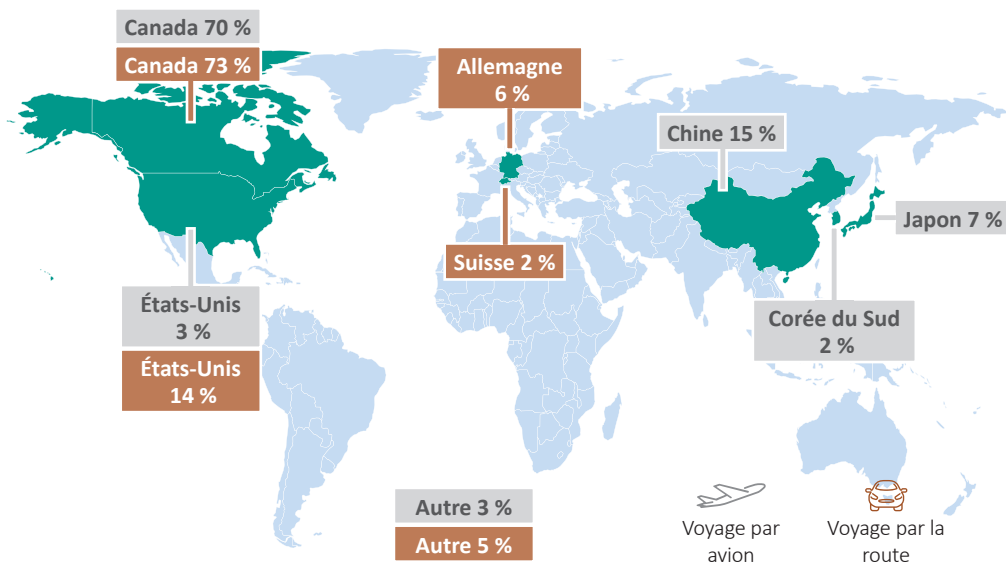 Canada 70 %
Canada 73 %
Allemagne
6 %
Chine 15 %
Japon 7 %
Suisse 2 %
États-Unis
3 %
Corée du Sud
2 %
États-Unis
14 %
Autre 3 %
Autre 5 %
Voyage par
avion
Voyage par la
route